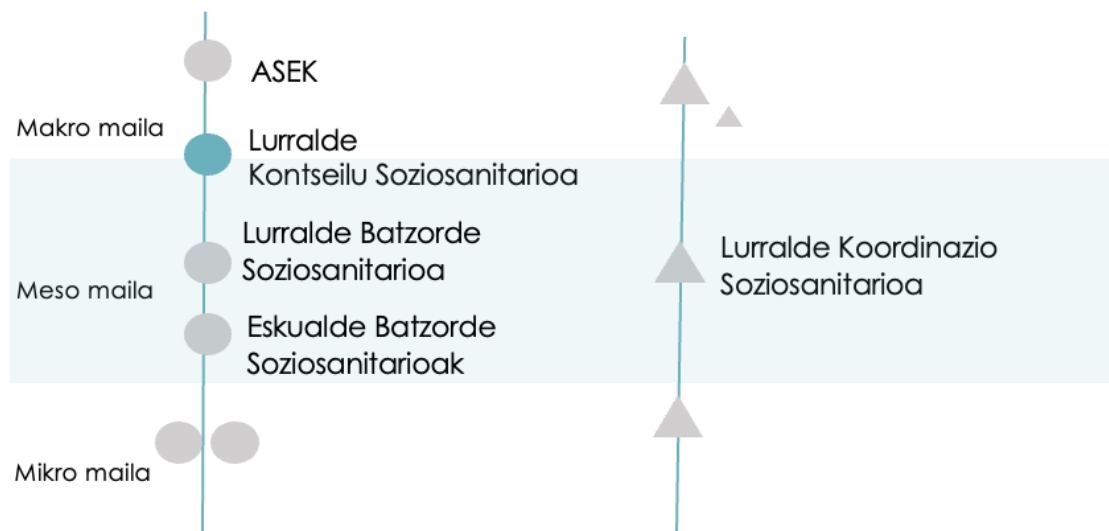 ASEK
Makro maila
Lurralde
Kontseilu Soziosanitarioa
Lurralde Batzorde
Soziosanitarioa
Lurralde Koordinazio
Soziosanitarioa
Meso maila
Eskualde Batzorde
Soziosanitarioak
Mikro maila